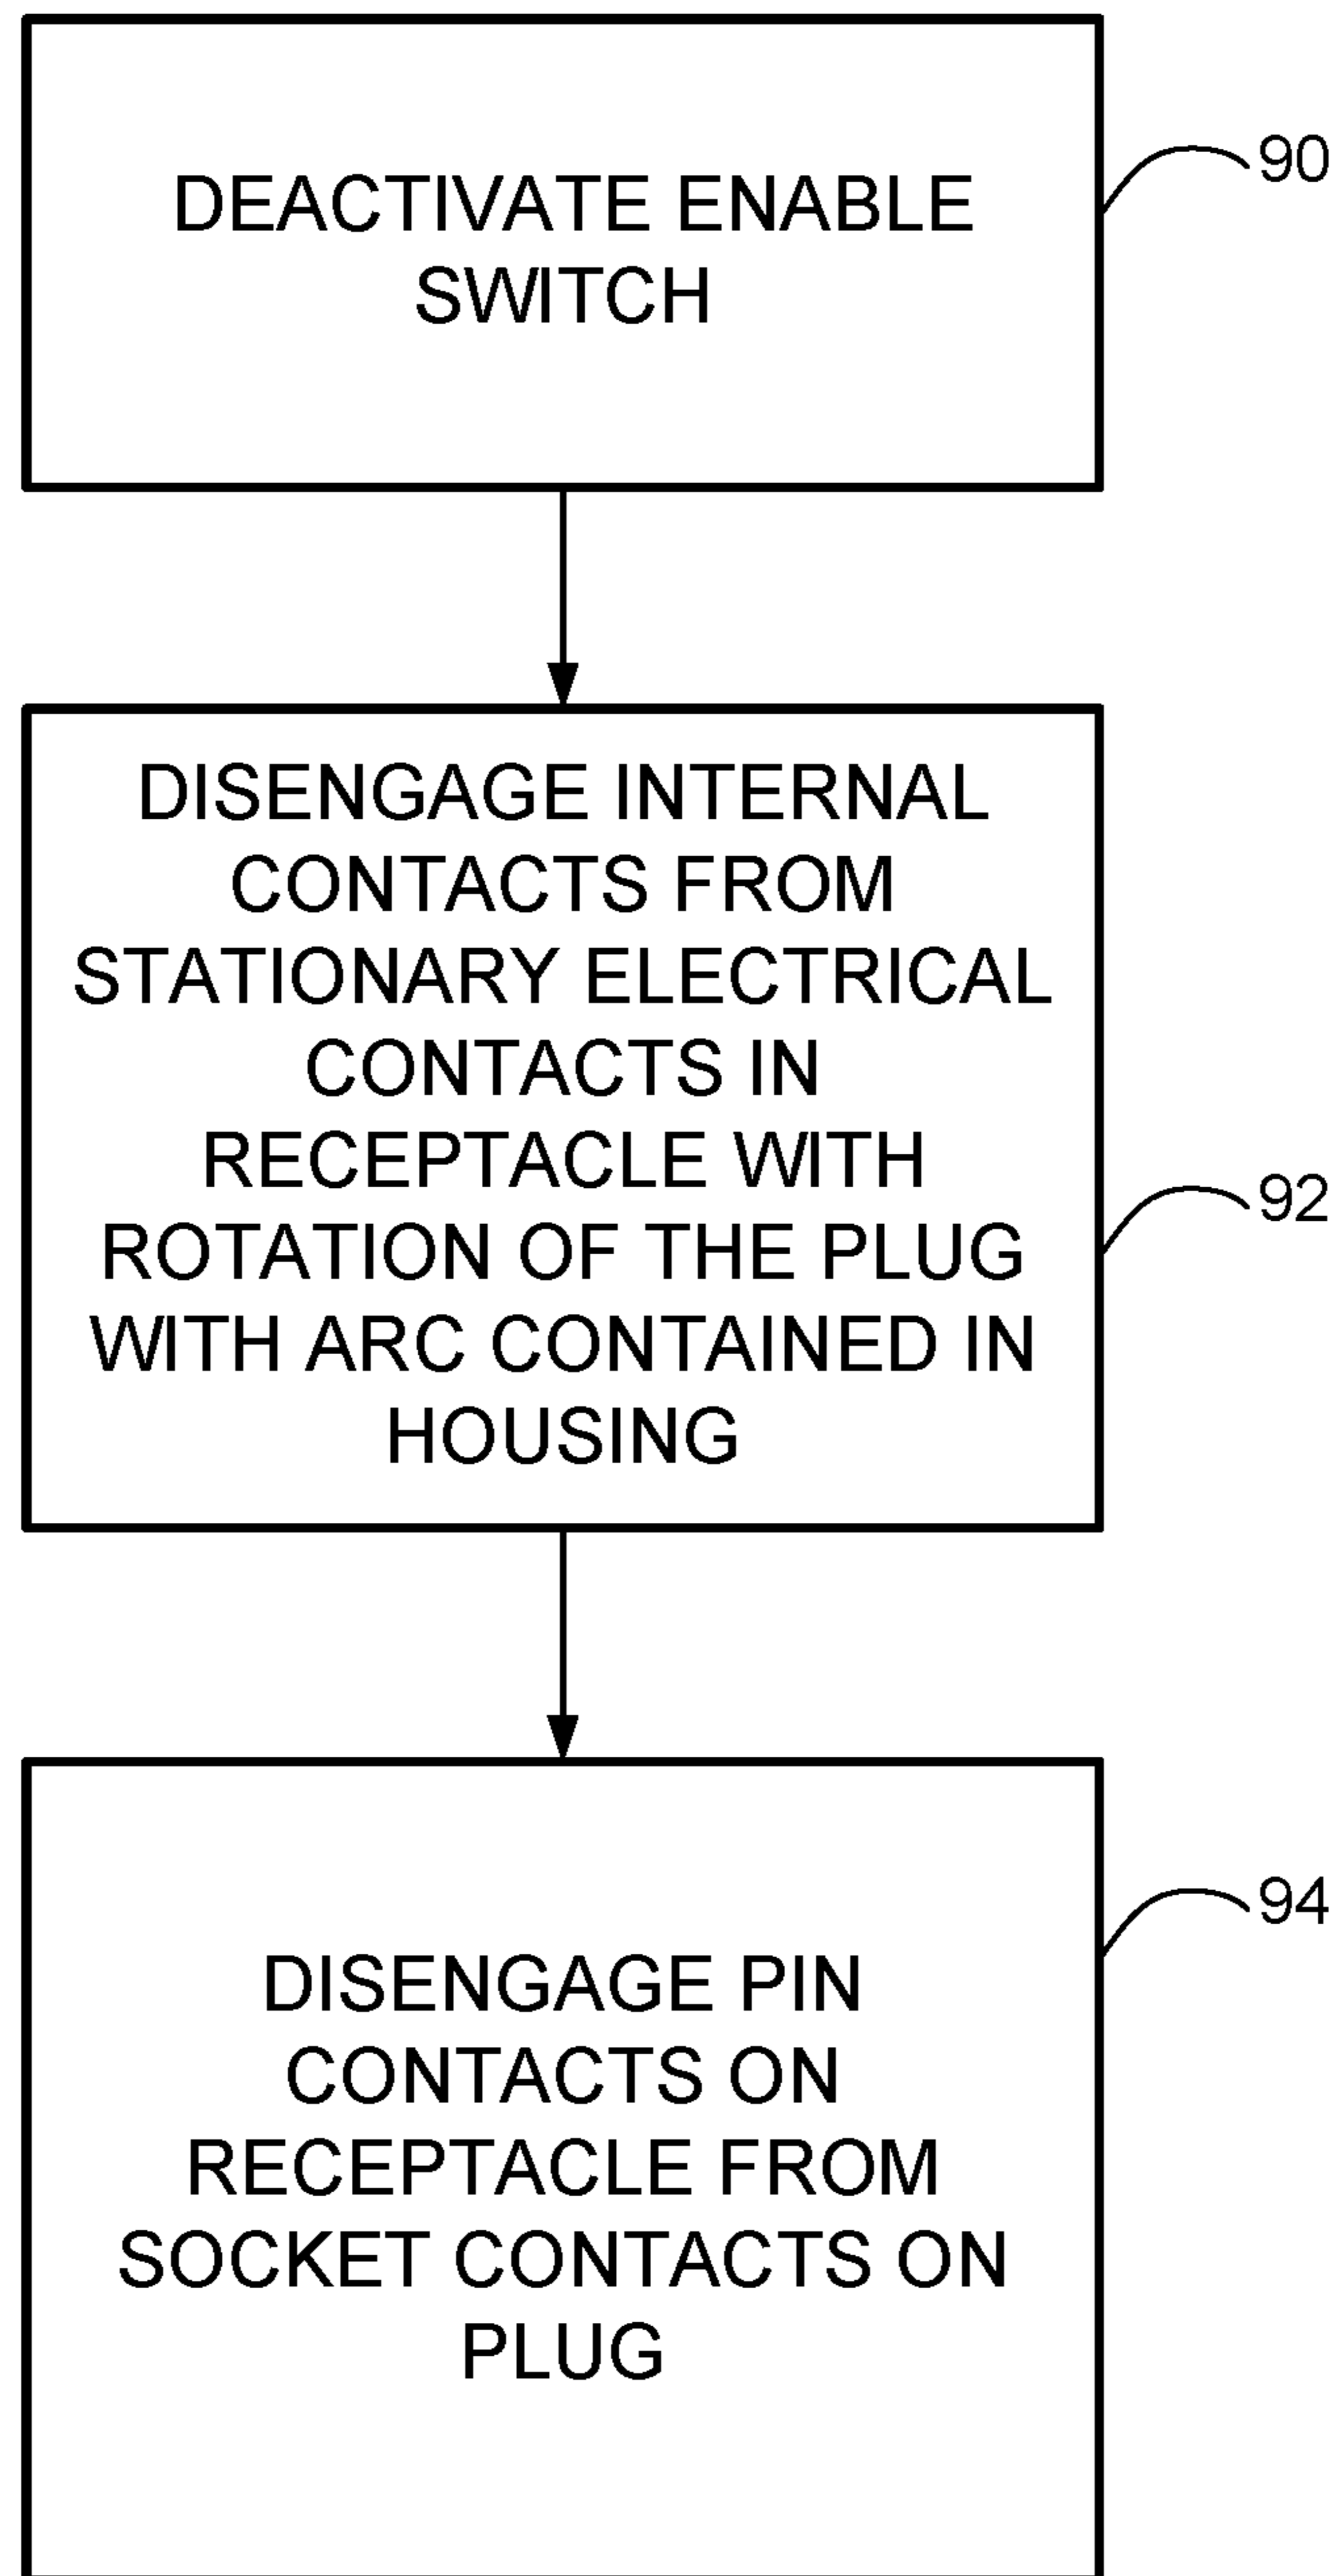 DEACTIVATE ENABLE
SWITCH
90
DISENGAGE INTERNAL
CONTACTS FROM
STATIONARY ELECTRICAL
CONTACTS IN
RECEPTACLE WITH
ROTATION OF THE PLUG
WITH ARC CONTAINED IN
HOUSING
92
DISENGAGE PIN
CONTACTS ON
RECEPTACLE FROM
SOCKET CONTACTS ON
PLUG
94